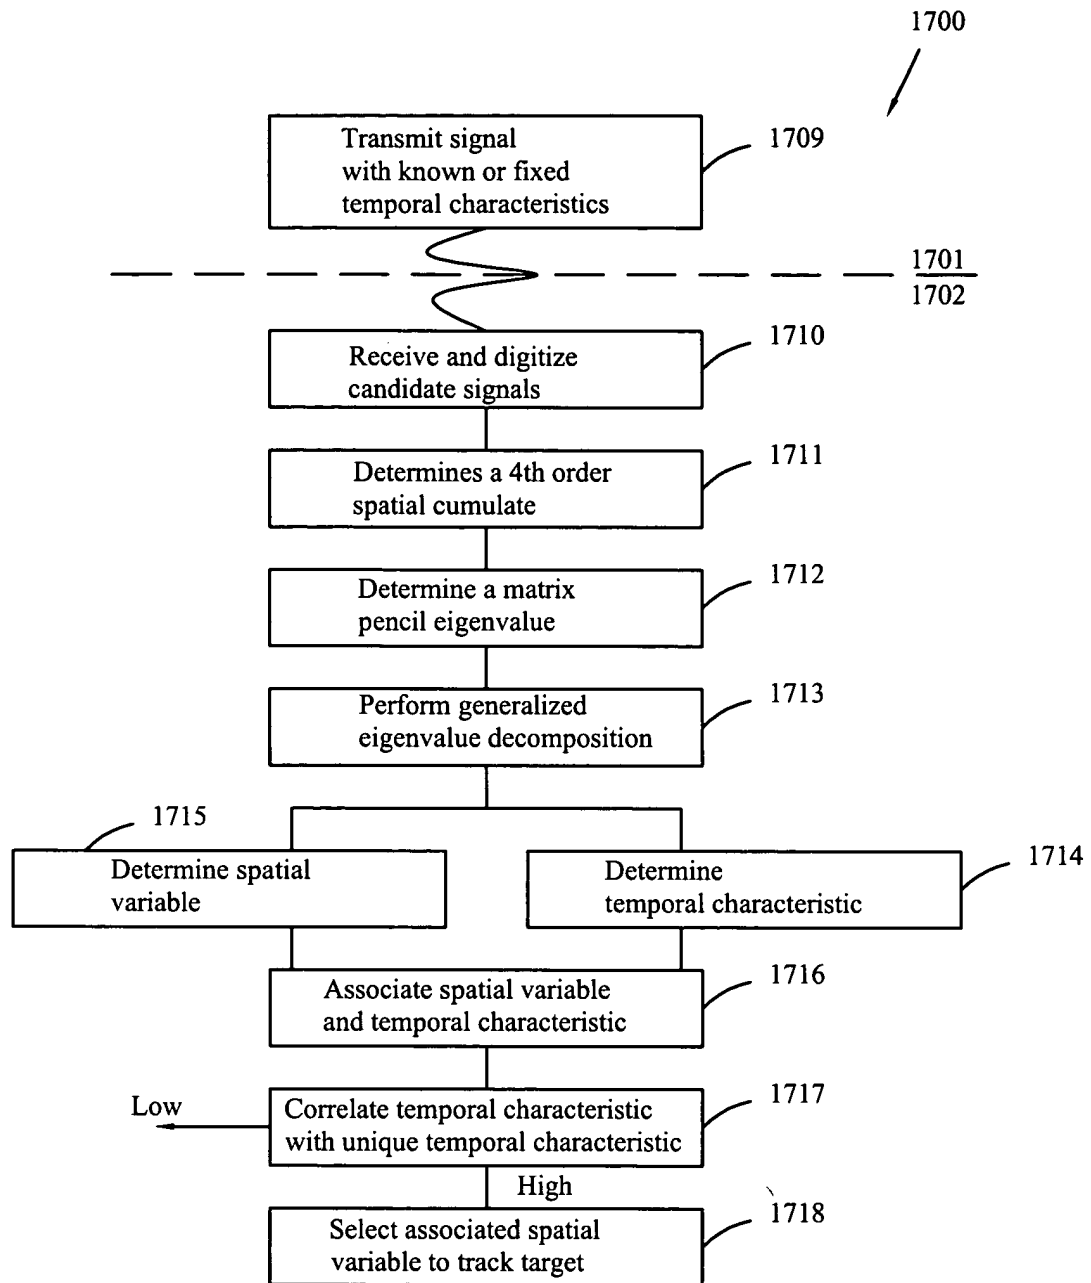 1700
Transmit signal
with known or fixed
temporal characteristics
1709
1701
1702
Receive and digitize
candidate signals
1710
Determines a 4th order
spatial cumulate
1711
Determine a matrix
pencil eigenvalue
1712
Perform generalized
eigenvalue decomposition
1713
1715
Determine spatial
variable
Determine
temporal characteristic
1714
Associate spatial variable
and temporal characteristic
1716
Low
Correlate temporal characteristic
with unique temporal characteristic
1717
High
Select associated spatial
variable to track target
1718